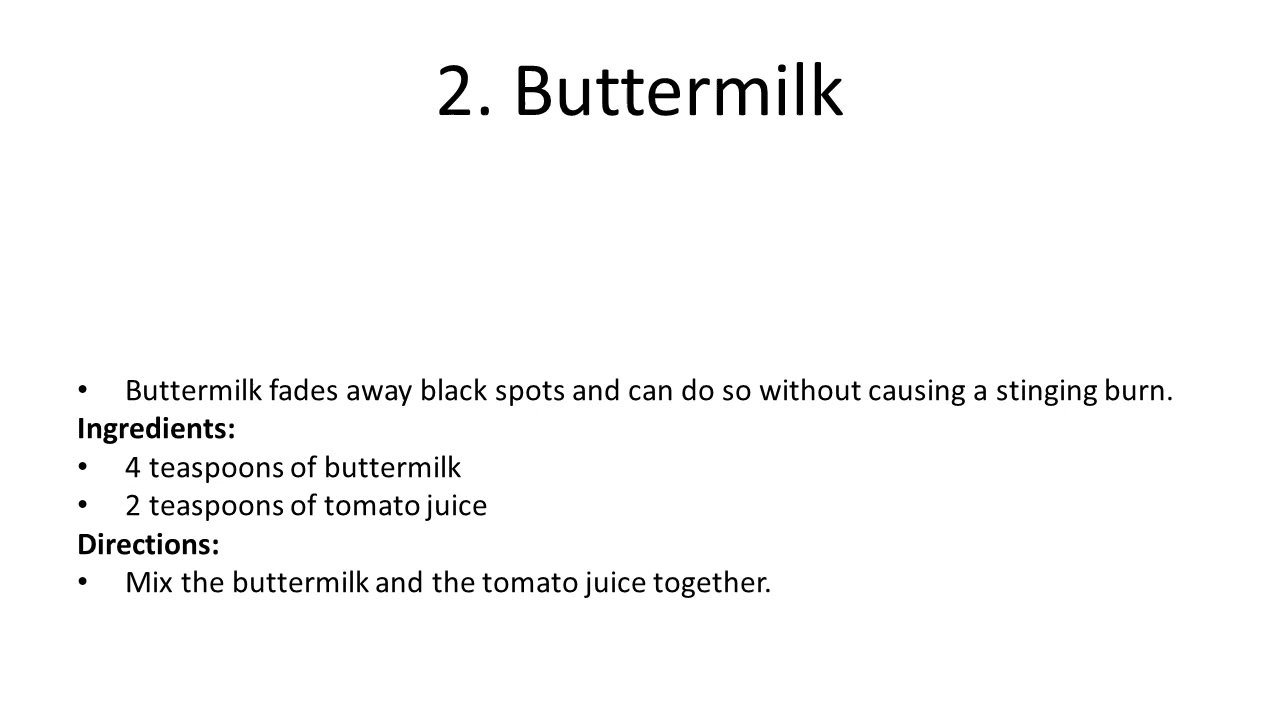 2. Buttermilk
• Buttermilk fades away black spots and can do so without causing a stinging burn.
Ingredients:
• 4 teaspoons of buttermilk
• 2 teaspoons of tomato juice
Directions:
• Mix the buttermilk and the tomato juice together.